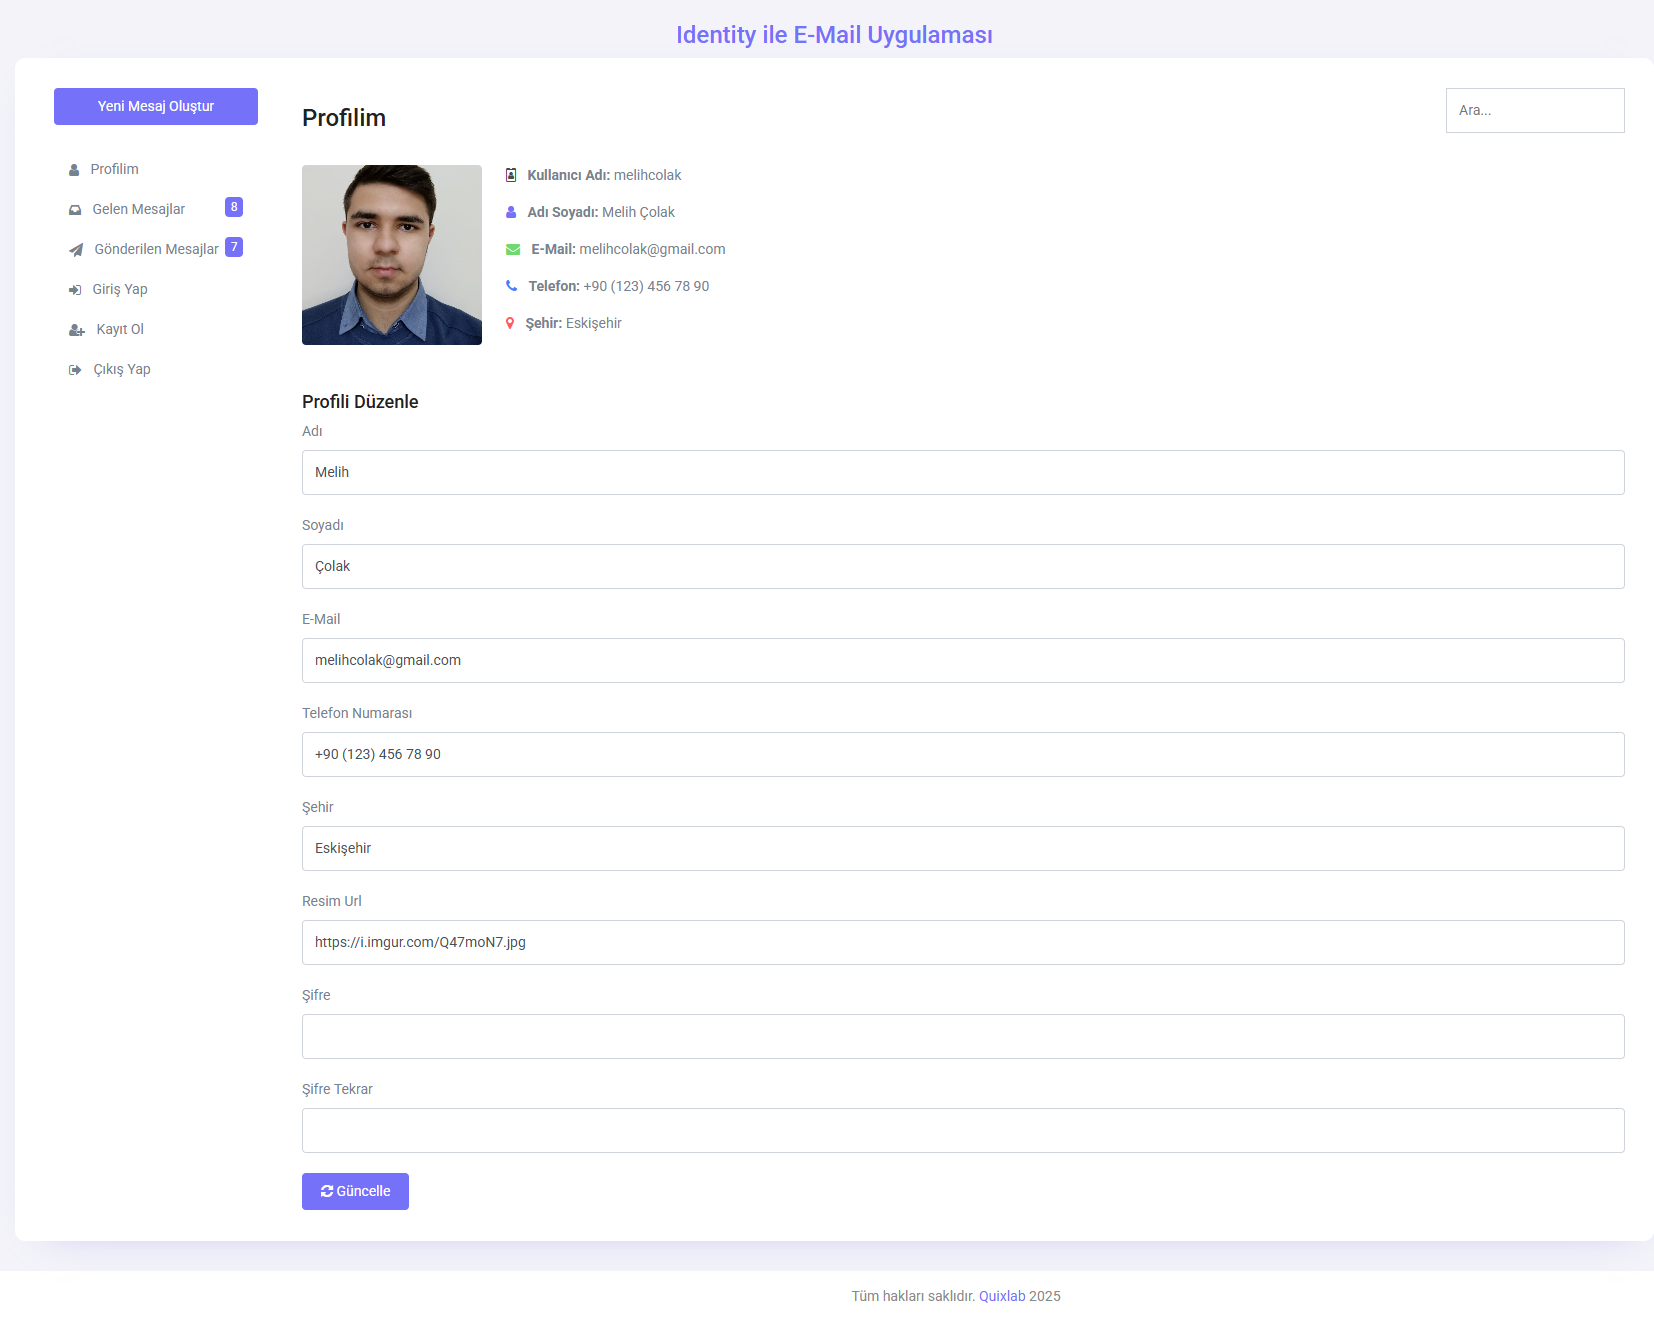 Identity ile E-Mail Uygulaması
Yeni Mesaj Oluştur
Profilim
Gelen Mesajlar 8
Gönderilen Mesajlar 7
Giriş Yap
Kayıt Ol
Çıkış Yap
Profilim
Ara...
Kullanıcı Adı: melihcolak
Adı Soyadı: Melih Çolak
E-Mail: melihcolak@gmail.com
Telefon: +90 (123) 456 78 90
Şehir: Eskişehir
Profili Düzenle
Adı
Melih
Soyadı
Çolak
E-Mail
melihcolak@gmail.com
Telefon Numarası
+90 (123) 456 78 90
Şehir
Eskişehir
Resim Url
https://i.imgur.com/Q47moN7.jpg
Şifre
Şifre Tekrar
Güncelle
Tüm hakları saklıdır. Quixlab 2025